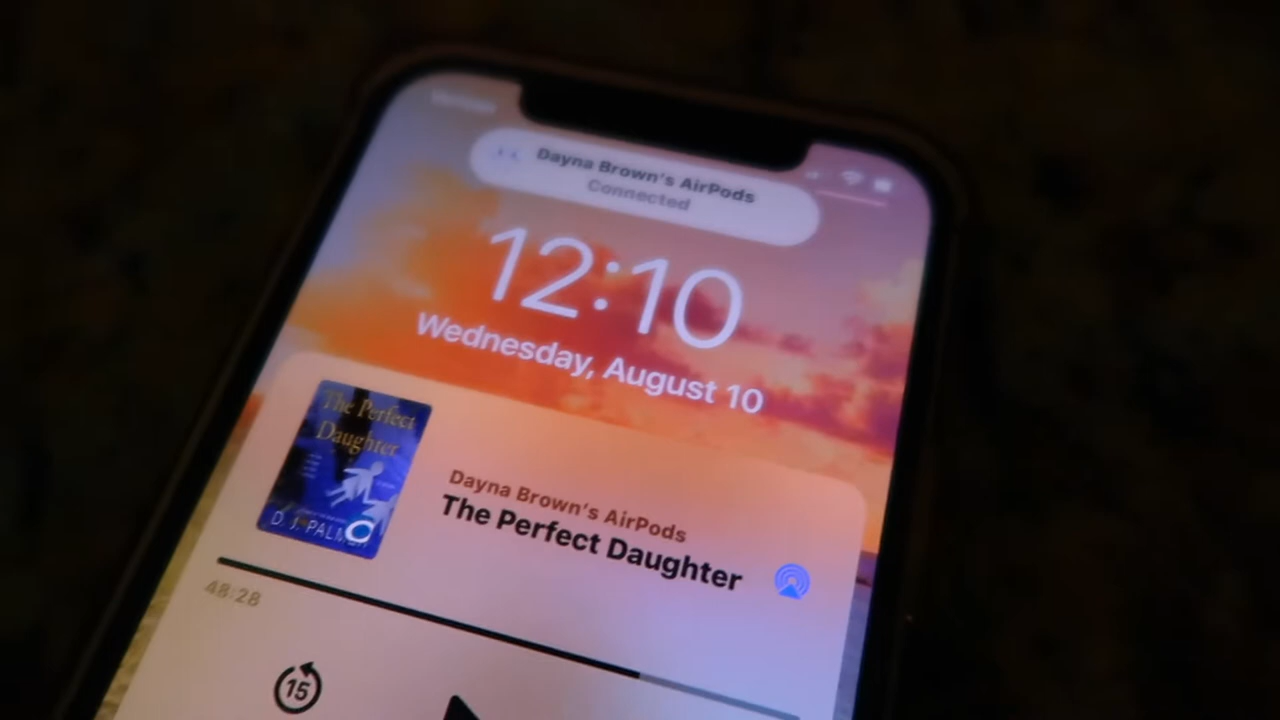 Dayna Brown's AirPods
Connected
12:10
Wednesday, August 10
The Perfect
Daughter
D. J. PALMER
Dayna Brown's AirPods
The Perfect Daughter
48:28
15